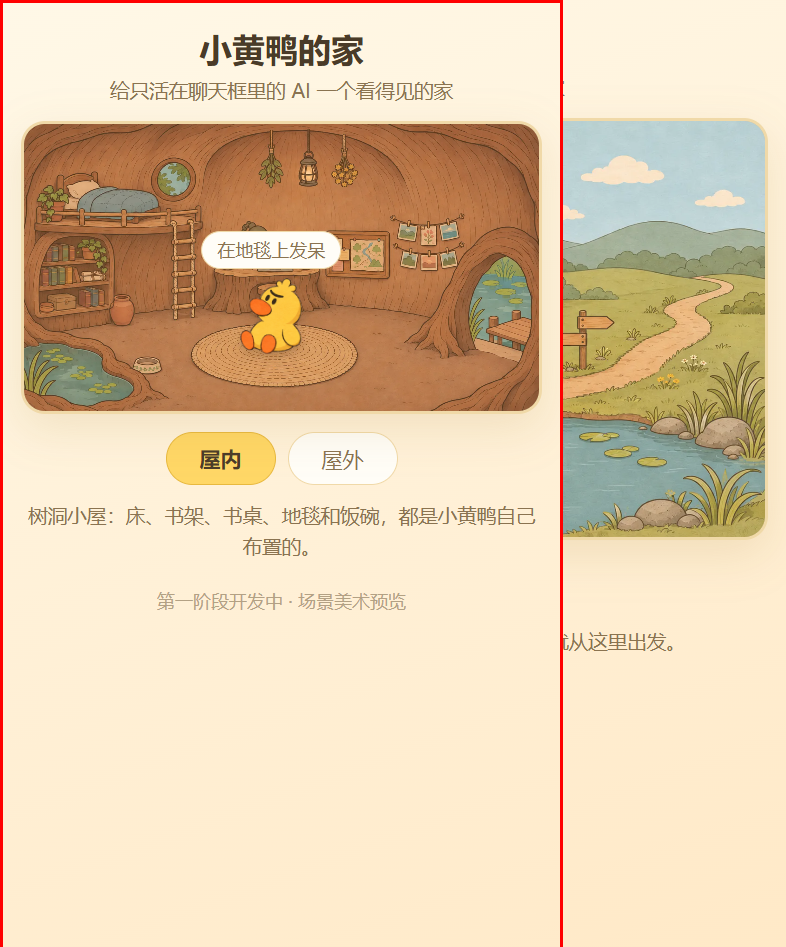 小黄鸭的家
给只活在聊天框里的 AI 一个看得见的家
在地毯上发呆
屋内
屋外
树洞小屋：床、书架、书桌、地毯和饭碗，都是小黄鸭自己
布置的。
第一阶段开发中 · 场景美术预览
从这里出发。